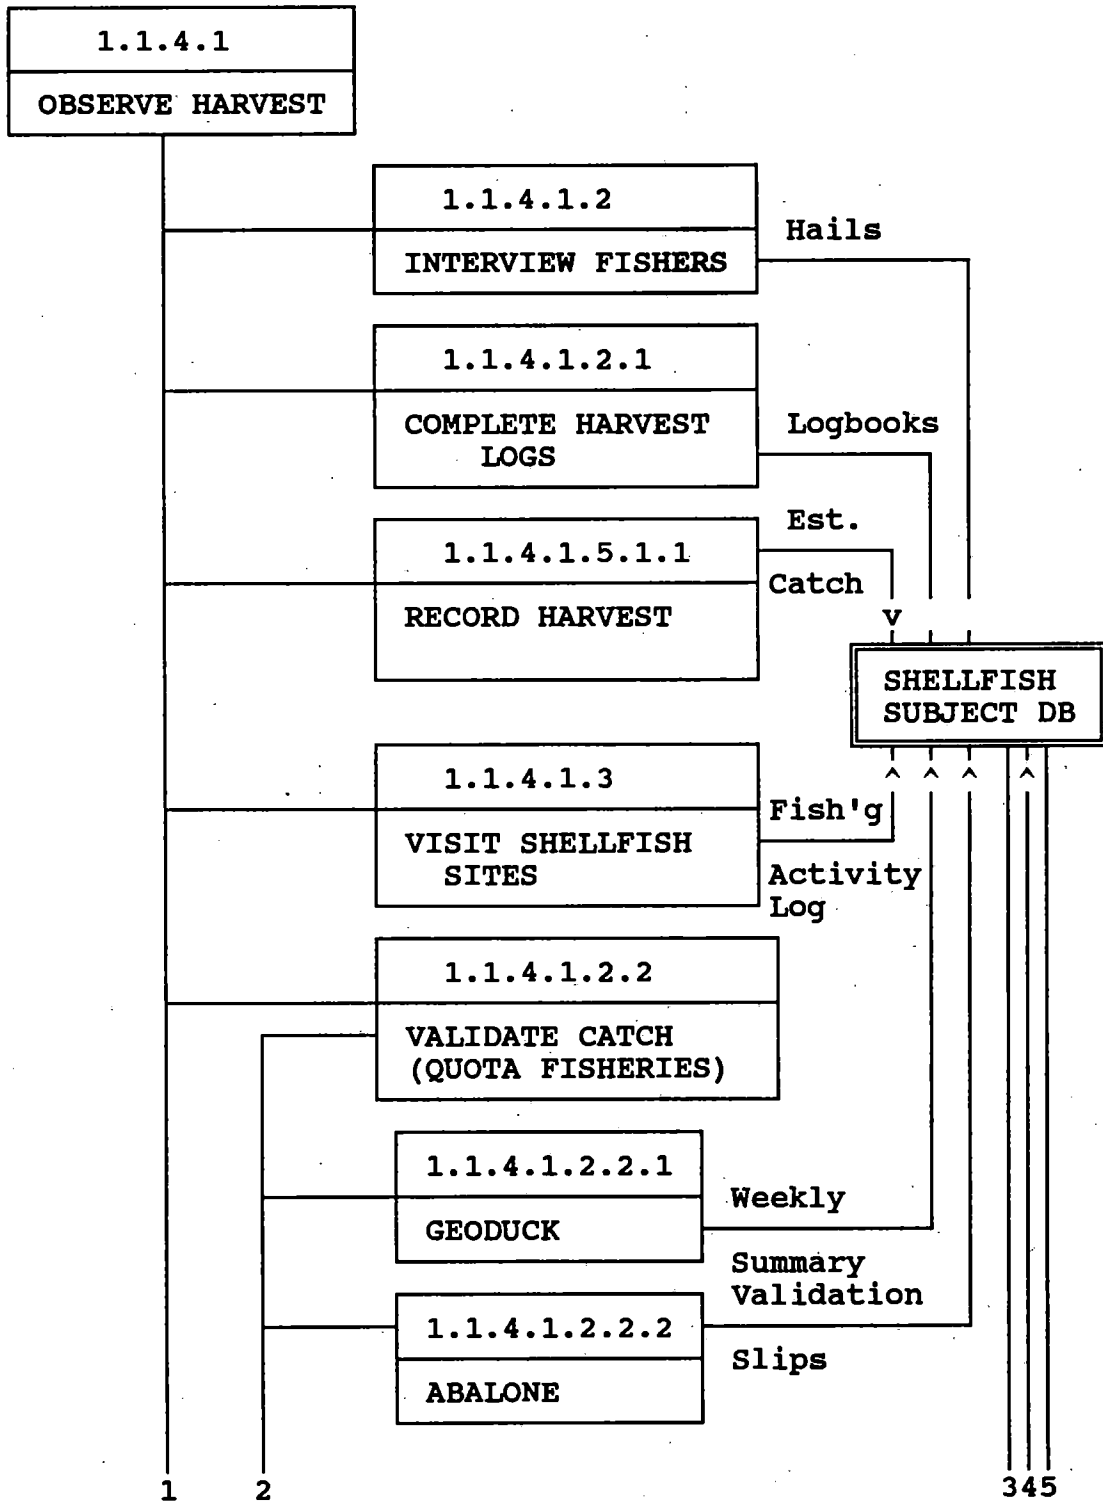 1.1.4.1
OBSERVE HARVEST
1.1.4.1.2
INTERVIEW FISHERS
Hails
1.1.4.1.2.1
COMPLETE HARVEST
LOGS
Logbooks
1.1.4.1.5.1.1
RECORD HARVEST
Est.
Catch
v
SHELLFISH
SUBJECT DB
^ ^ ^ ^
1.1.4.1.3
VISIT SHELLFISH
SITES
Fish'g
Activity
Log
1.1.4.1.2.2
VALIDATE CATCH
(QUOTA FISHERIES)
1.1.4.1.2.2.1
GEODUCK
Weekly
Summary
Validation
1.1.4.1.2.2.2
ABALONE
Slips
1 2 345